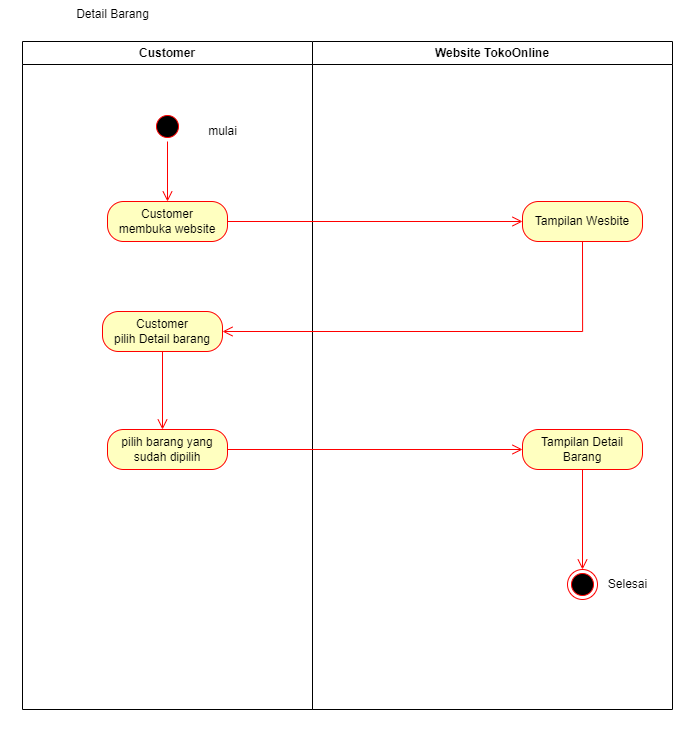 Detail Barang
Customer
Website TokoOnline
mulai
Customer
membuka website
Tampilan Wesbite
Customer
pilih Detail barang
pilih barang yang
sudah dipilih
Tampilan Detail
Barang
Selesai